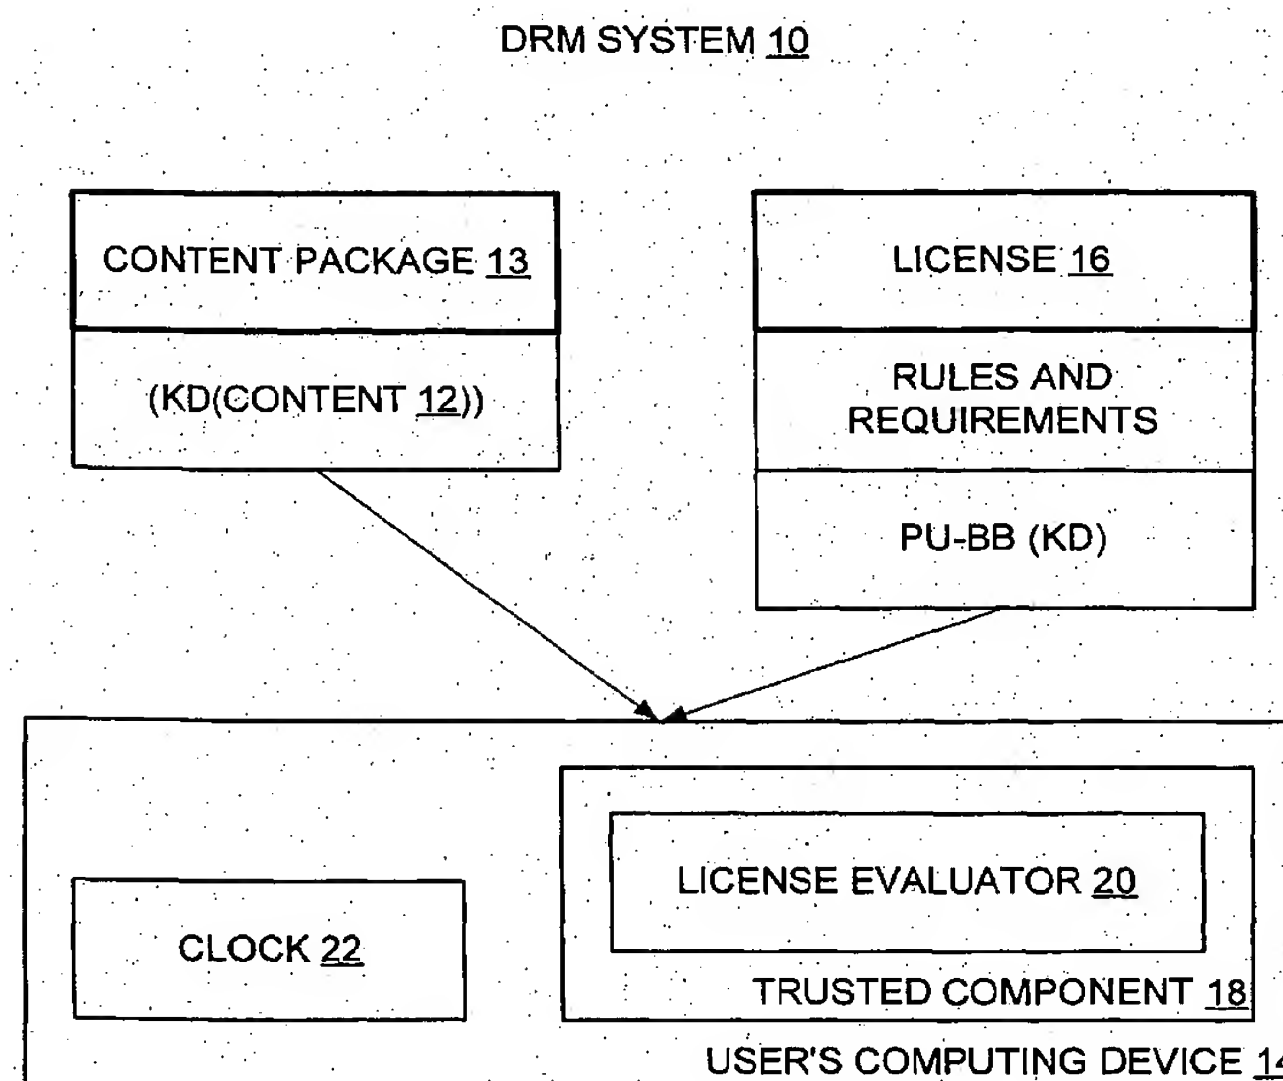 DRM SYSTEM 10
CONTENT PACKAGE 13
(KD(CONTENT 12))
LICENSE 16
RULES AND
REQUIREMENTS
PU-BB (KD)
LICENSE EVALUATOR 20
CLOCK 22
TRUSTED COMPONENT 18
USER'S COMPUTING DEVICE 14